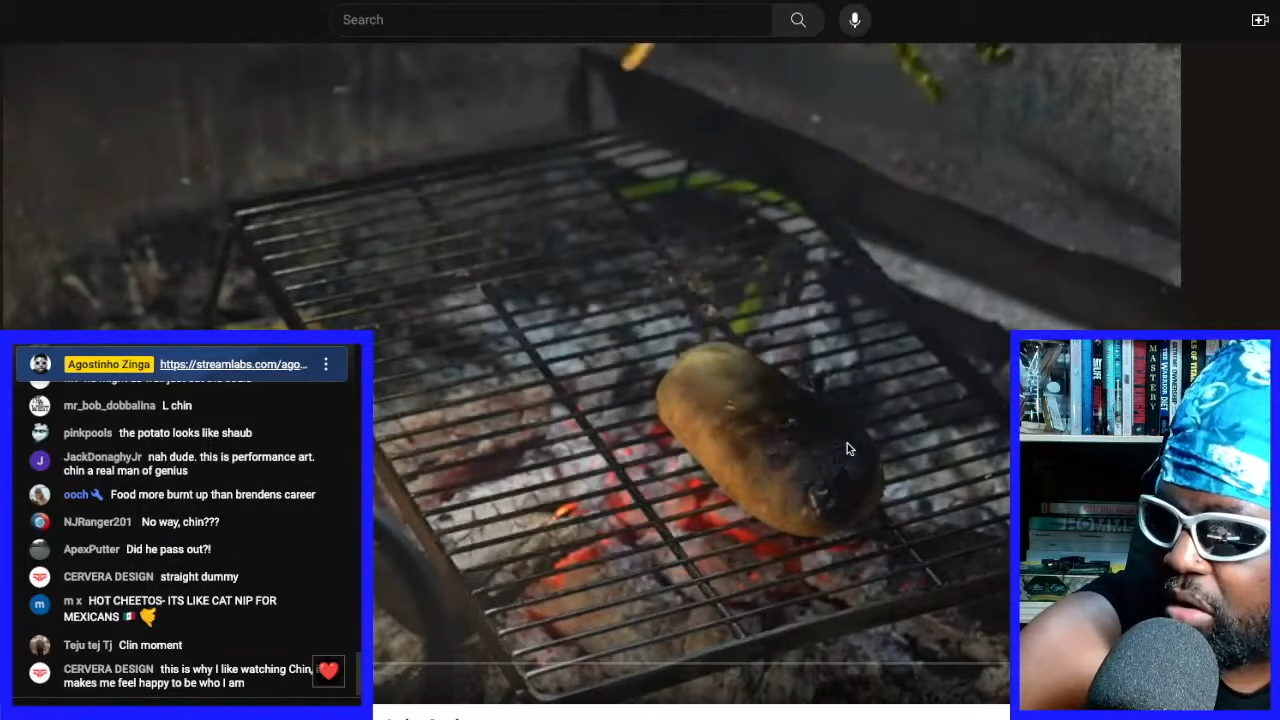 Search
Agostinho Zinga https://streamlabs.com/ago...
mr_bob_dobbalina L chin
pinkpools the potato looks like shaub
JackDonaghyJr nah dude. this is performance art.
chin a real man of genius
ooch Food more burnt up than brendens career
NJRanger201 No way, chin???
ApexPutter Did he pass out?!
CERVERA DESIGN straight dummy
m x HOT CHEETOS- ITS LIKE CAT NIP FOR
MEXICANS 🇲🇽 🤙
Teju tej Tj Clin moment
CERVERA DESIGN this is why I like watching Chin,
makes me feel happy to be who I am
MASTERY
THE WARRIOR DIET
HOMME